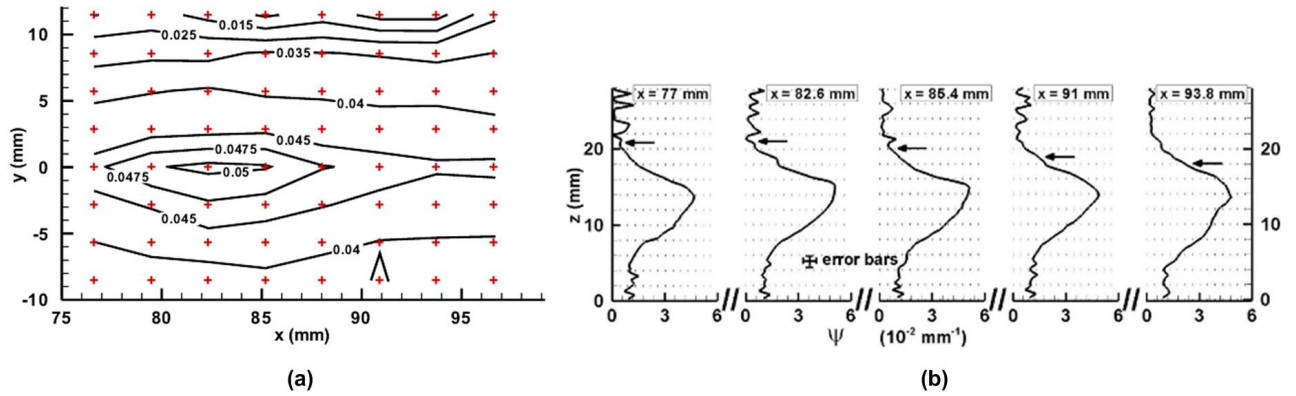 0.015
0.025
0.035
0.04
0.045
0.0475
0.05
0.0475
0.045
0.04
10
5
0
-5
-10
y (mm)
75 80 85 90 95
x (mm)
(a)
x = 77 mm x = 82.6 mm x = 85.4 mm x = 91 mm x = 93.8 mm
20 20
z (mm)
10 10
error bars
0 0
0 3 6 0 3 6 0 3 6 0 3 6 0 3 6
Ψ (10⁻² mm⁻¹)
(b)